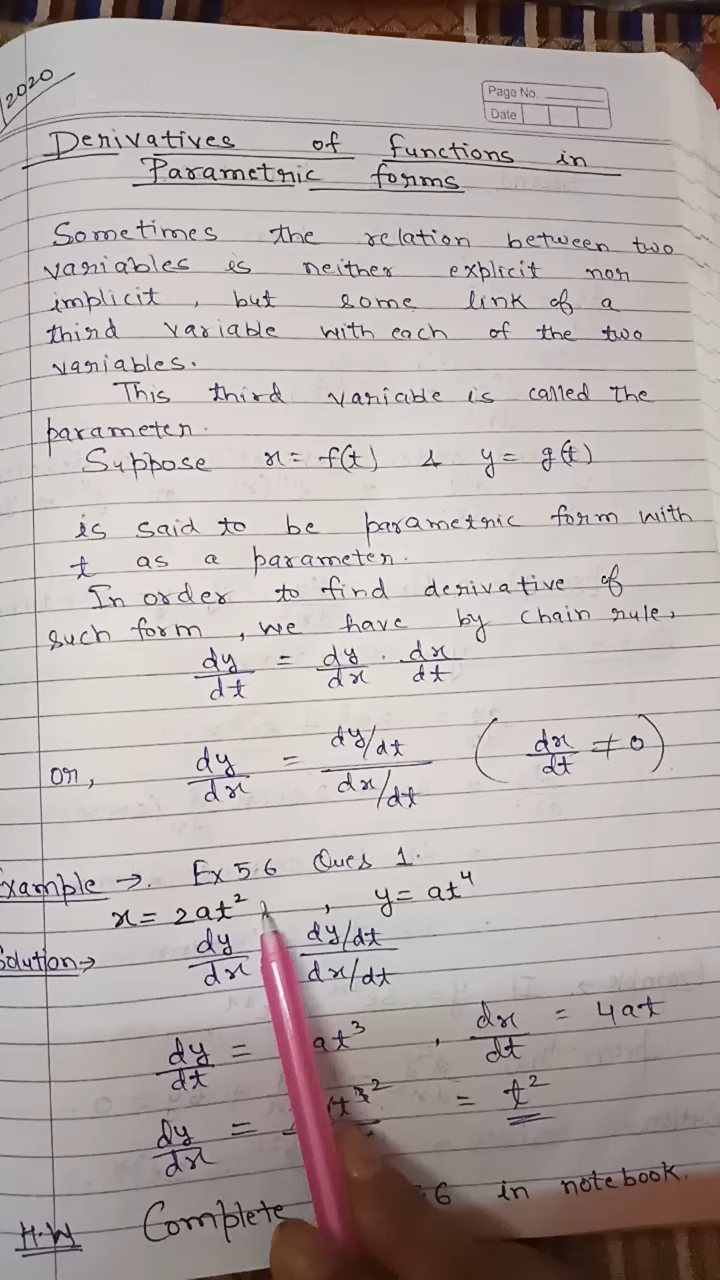 2020
Page No.
Date
Derivatives of functions in
Parametric forms
Sometimes the relation between two
variables is neither explicit nor
implicit, but some link of a
third variable with each of the two
variables.
This third variable is called the
parameter.
Suppose x = f(t) & y = g(t)
is said to be parametric form with
t as a parameter.
In order to find derivative of
such form, we have by chain rule,
dy/dt = dy/dx . dx/dt
or, dy/dx = (dy/dt)/(dx/dt) (dx/dt ≠ 0)
Example →. Ex 5.6 Ques 1.
x = 2at², y = at⁴
Solution → dy/dx (dy/dt)/(dx/dt)
dy/dt = at³, dx/dt = 4at
dy/dx = = t²
H.W Complete 6 in notebook.